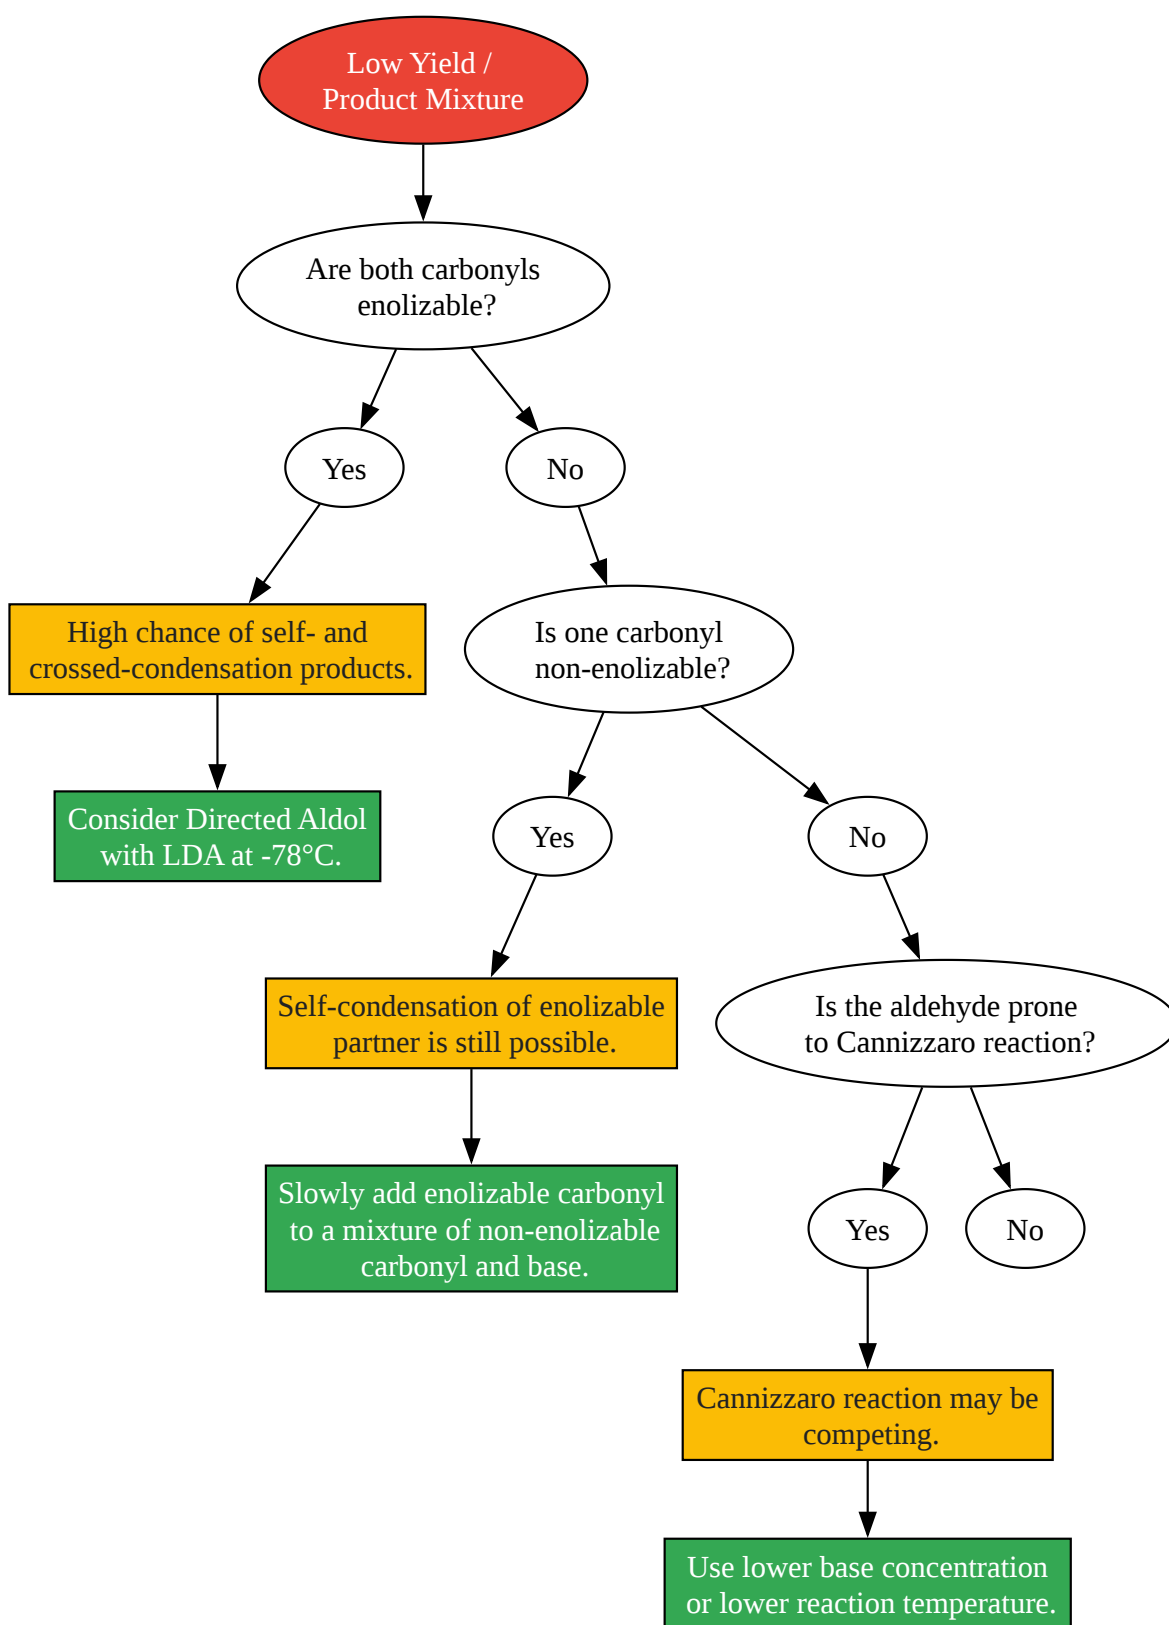 Low Yield /
Product Mixture
Are both carbonyls
enolizable?
Yes
No
High chance of self- and
crossed-condensation products.
Is one carbonyl
non-enolizable?
Consider Directed Aldol
with LDA at -78°C.
Yes
No
Self-condensation of enolizable
partner is still possible.
Is the aldehyde prone
to Cannizzaro reaction?
Slowly add enolizable carbonyl
to a mixture of non-enolizable
carbonyl and base.
Yes
No
Cannizzaro reaction may be
competing.
Use lower base concentration
or lower reaction temperature.